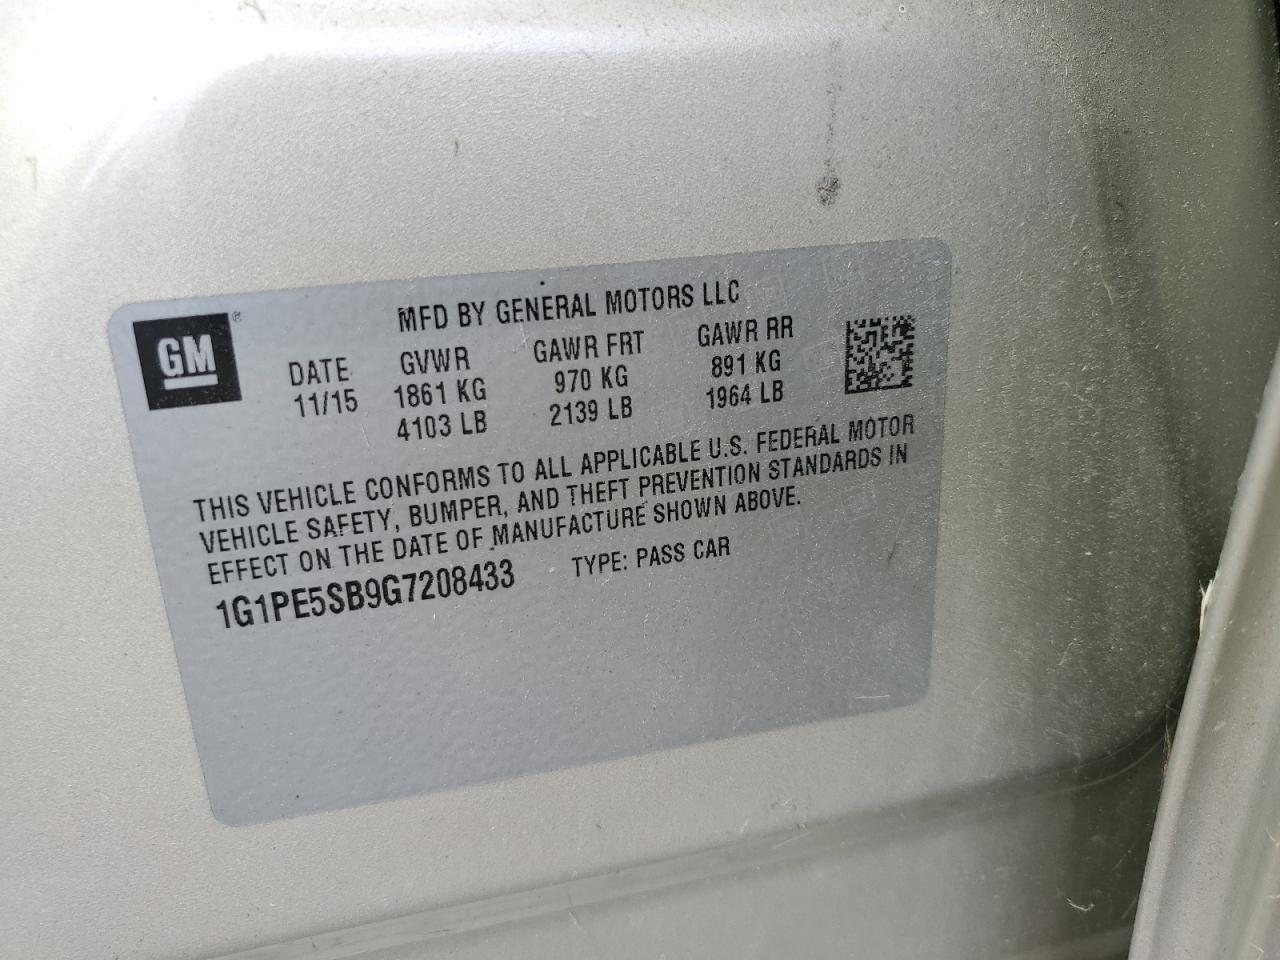 MFD BY GENERAL MOTORS LLC
GM®
DATE GVWR GAWR FRT GAWR RR
11/15 1861 KG 970 KG 891 KG
4103 LB 2139 LB 1964 LB
THIS VEHICLE CONFORMS TO ALL APPLICABLE U.S. FEDERAL MOTOR
VEHICLE SAFETY, BUMPER, AND THEFT PREVENTION STANDARDS IN
EFFECT ON THE DATE OF MANUFACTURE SHOWN ABOVE.
1G1PE5SB9G7208433 TYPE: PASS CAR